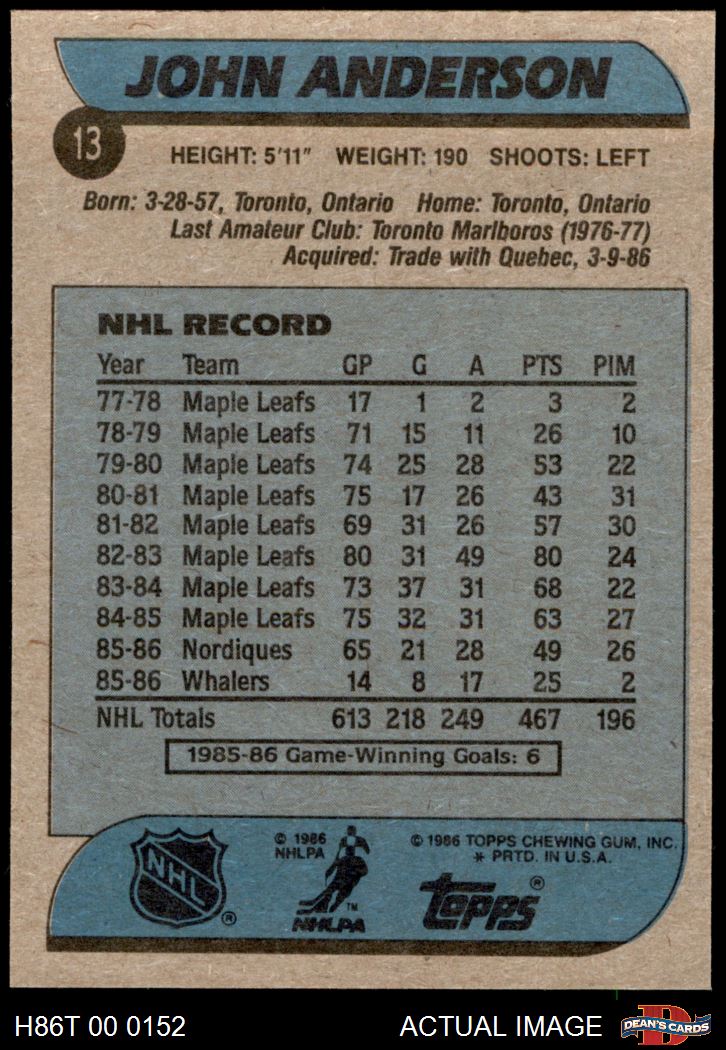 JOHN ANDERSON
13
HEIGHT: 5'11" WEIGHT: 190 SHOOTS: LEFT
Born: 3-28-57, Toronto, Ontario Home: Toronto, Ontario
Last Amateur Club: Toronto Marlboros (1976-77)
Acquired: Trade with Quebec, 3-9-86
NHL RECORD
Year Team GP G A PTS PIM
77-78 Maple Leafs 17 1 2 3 2
78-79 Maple Leafs 71 15 11 26 10
79-80 Maple Leafs 74 25 28 53 22
80-81 Maple Leafs 75 17 26 43 31
81-82 Maple Leafs 69 31 26 57 30
82-83 Maple Leafs 80 31 49 80 24
83-84 Maple Leafs 73 37 31 68 22
84-85 Maple Leafs 75 32 31 63 27
85-86 Nordiques 65 21 28 49 26
85-86 Whalers 14 8 17 25 2
NHL Totals 613 218 249 467 196
1985-86 Game-Winning Goals: 6
NHL ®
© 1986
NHLPA
TM
NHLPA
© 1986 TOPPS CHEWING GUM, INC.
* PRTD. IN U.S.A.
Topps ®
H86T 00 0152 ACTUAL IMAGE
D
DEAN'S CARDS